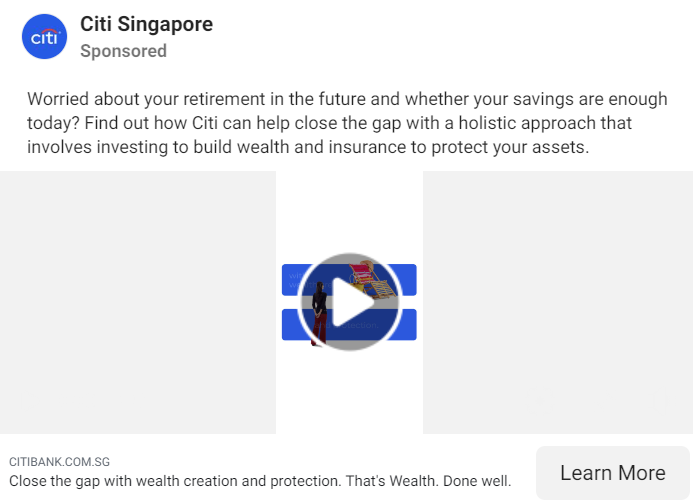 citi
Citi Singapore
Sponsored
Worried about your retirement in the future and whether your savings are enough
today? Find out how Citi can help close the gap with a holistic approach that
involves investing to build wealth and insurance to protect your assets.
CITIBANK.COM.SG
Close the gap with wealth creation and protection. That's Wealth. Done well.
Learn More